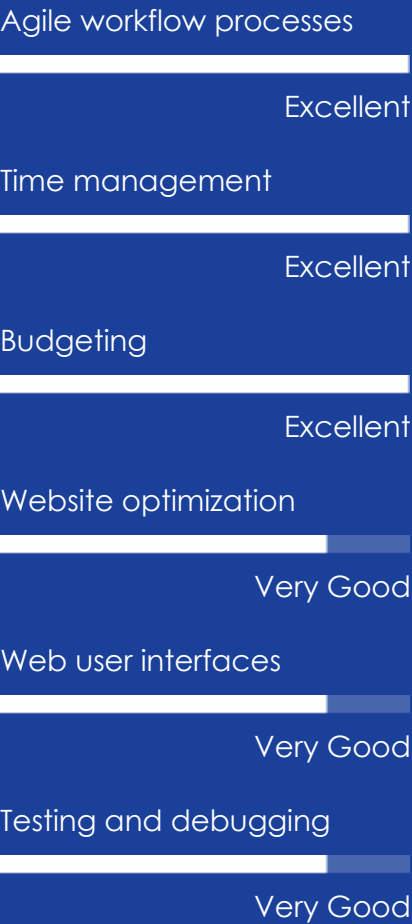 Agile workflow processes
Excellent
Time management
Excellent
Budgeting
Excellent
Website optimization
Very Good
Web user interfaces
Very Good
Testing and debugging
Very Good